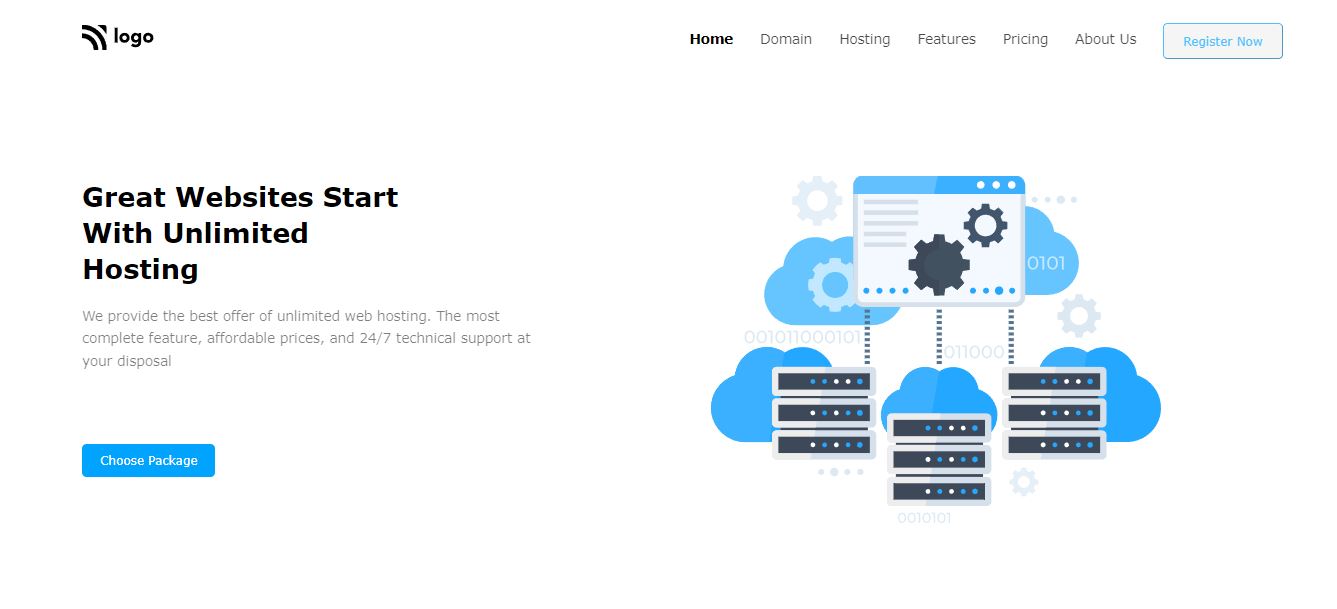 logo
Home Domain Hosting Features Pricing About Us Register Now
Great Websites Start
With Unlimited
Hosting
We provide the best offer of unlimited web hosting. The most
complete feature, affordable prices, and 24/7 technical support at
your disposal
Choose Package
0101
001011000101
011000
0010101